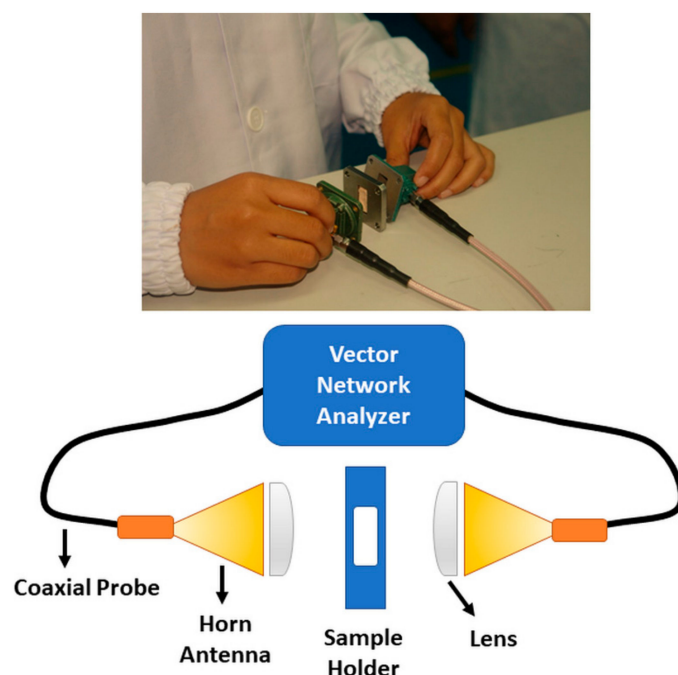 Vector
Network
Analyzer
Coaxial Probe
Horn
Antenna
Sample
Holder
Lens